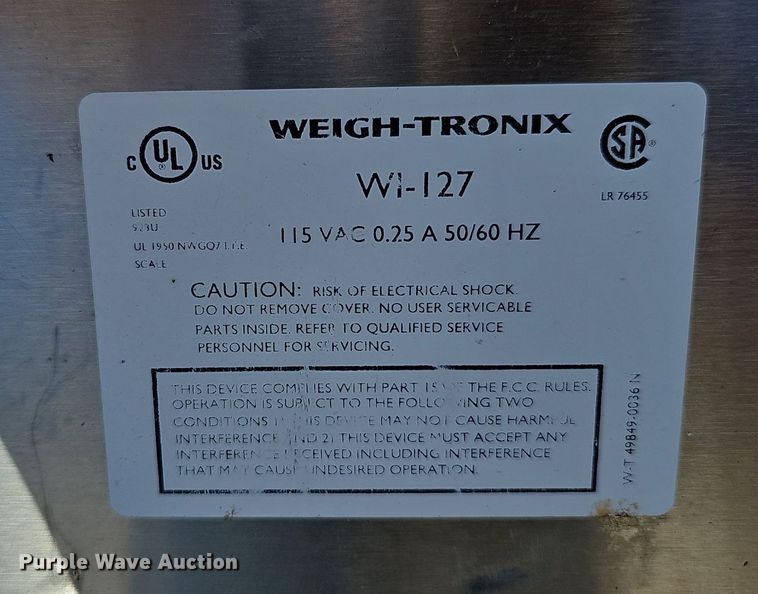 WEIGH-TRONIX
C UL US
SA
WI-127
LR 76455
LISTED
115 VAC 0.25 A 50/60 HZ
UL 1950
SCALE
CAUTION: RISK OF ELECTRICAL SHOCK.
DO NOT REMOVE COVER. NO USER SERVICABLE
PARTS INSIDE. REFER TO QUALIFIED SERVICE
PERSONNEL FOR SERVICING.
THIS DEVICE COMPLIES WITH PART 15 OF THE F.C.C. RULES.
OPERATION IS SUBJECT TO THE FOLLOWING TWO
CONDITIONS THIS DEVICE MAY NOT CAUSE HARMFUL
INTERFERENCE AND 2) THIS DEVICE MUST ACCEPT ANY
INTERFERENCE RECEIVED INCLUDING INTERFERENCE
THAT MAY CAUSE UNDESIRED OPERATION.
W-T 49849-0036 IN
Purple Wave Auction